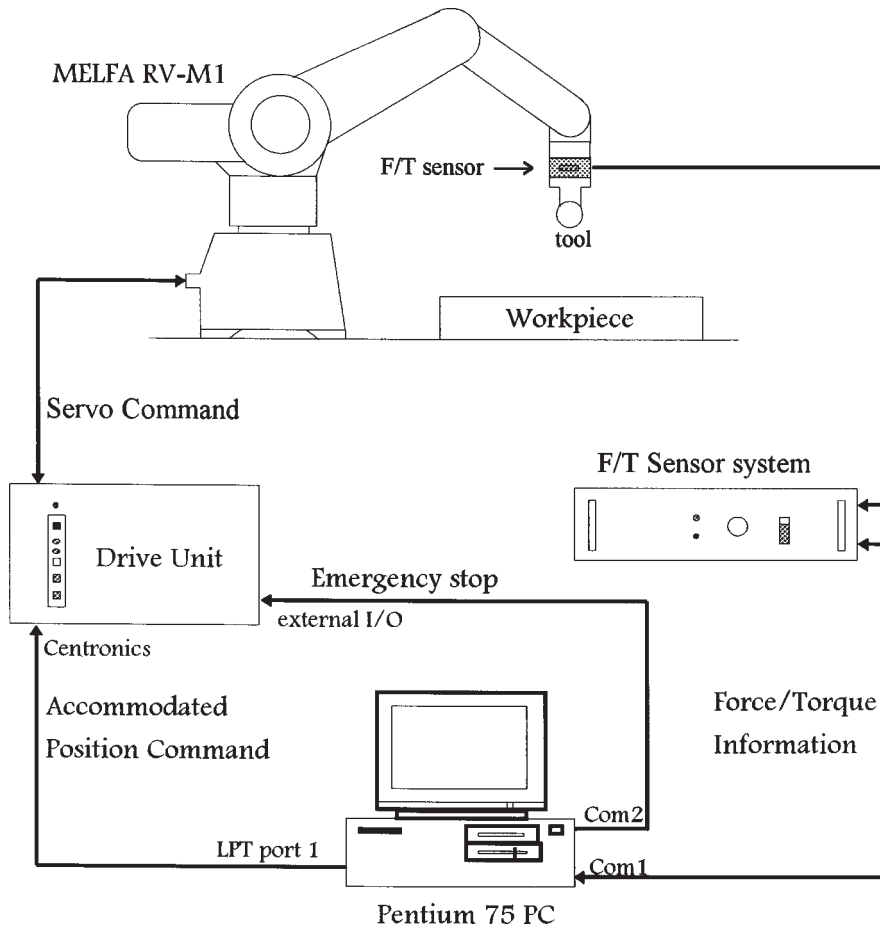 MELFA RV-M1
F/T sensor
tool
Workpiece
Servo Command
F/T Sensor system
Drive Unit
Emergency stop
external I/O
Centronics
Accommodated
Position Command
Force/Torque
Information
Com2
LPT port 1
Com1
Pentium 75 PC